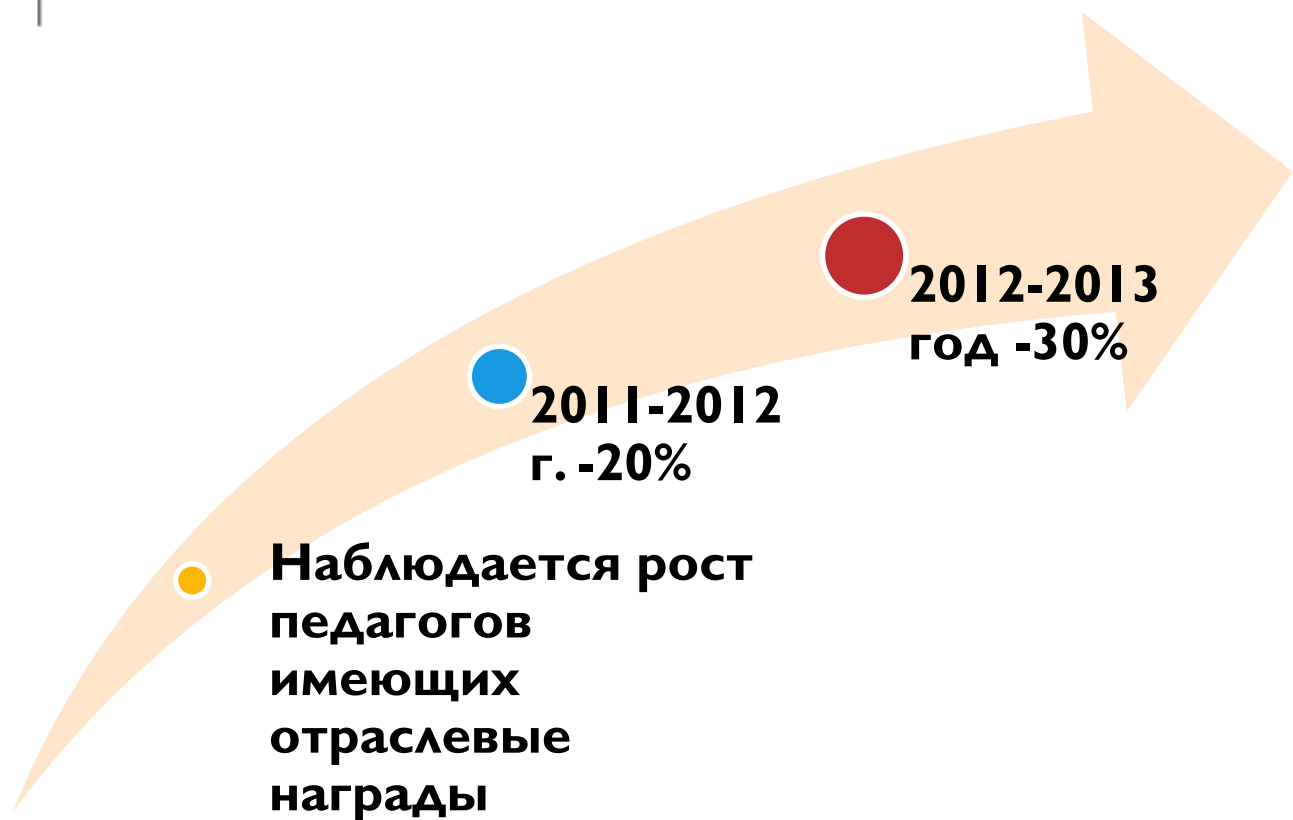 2012-2013
год -30%
2011-2012
г. -20%
Наблюдается рост
педагогов
имеющих
отраслевые
награды